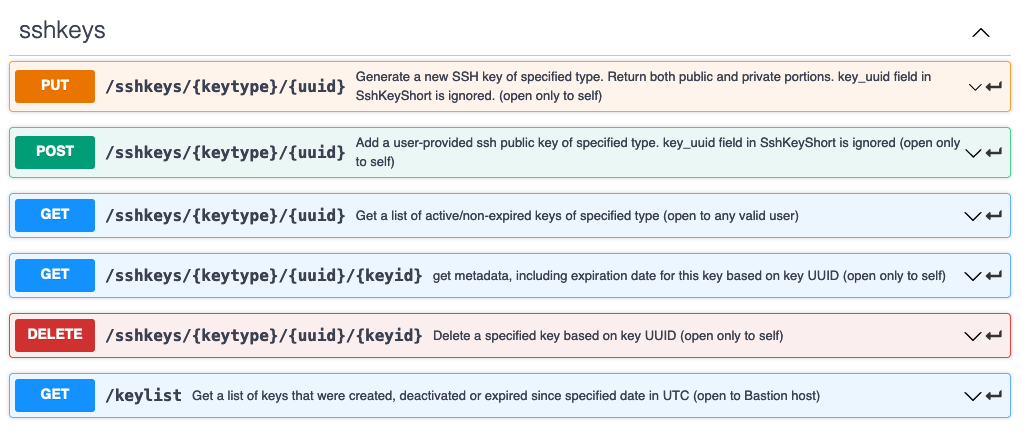 sshkeys
PUT /sshkeys/{keytype}/{uuid} Generate a new SSH key of specified type. Return both public and private portions. key_uuid field in
SshKeyShort is ignored. (open only to self)
POST /sshkeys/{keytype}/{uuid} Add a user-provided ssh public key of specified type. key_uuid field in SshKeyShort is ignored (open only
to self)
GET /sshkeys/{keytype}/{uuid} Get a list of active/non-expired keys of specified type (open to any valid user)
GET /sshkeys/{keytype}/{uuid}/{keyid} get metadata, including expiration date for this key based on key UUID (open only to self)
DELETE /sshkeys/{keytype}/{uuid}/{keyid} Delete a specified key based on key UUID (open only to self)
GET /keylist Get a list of keys that were created, deactivated or expired since specified date in UTC (open to Bastion host)